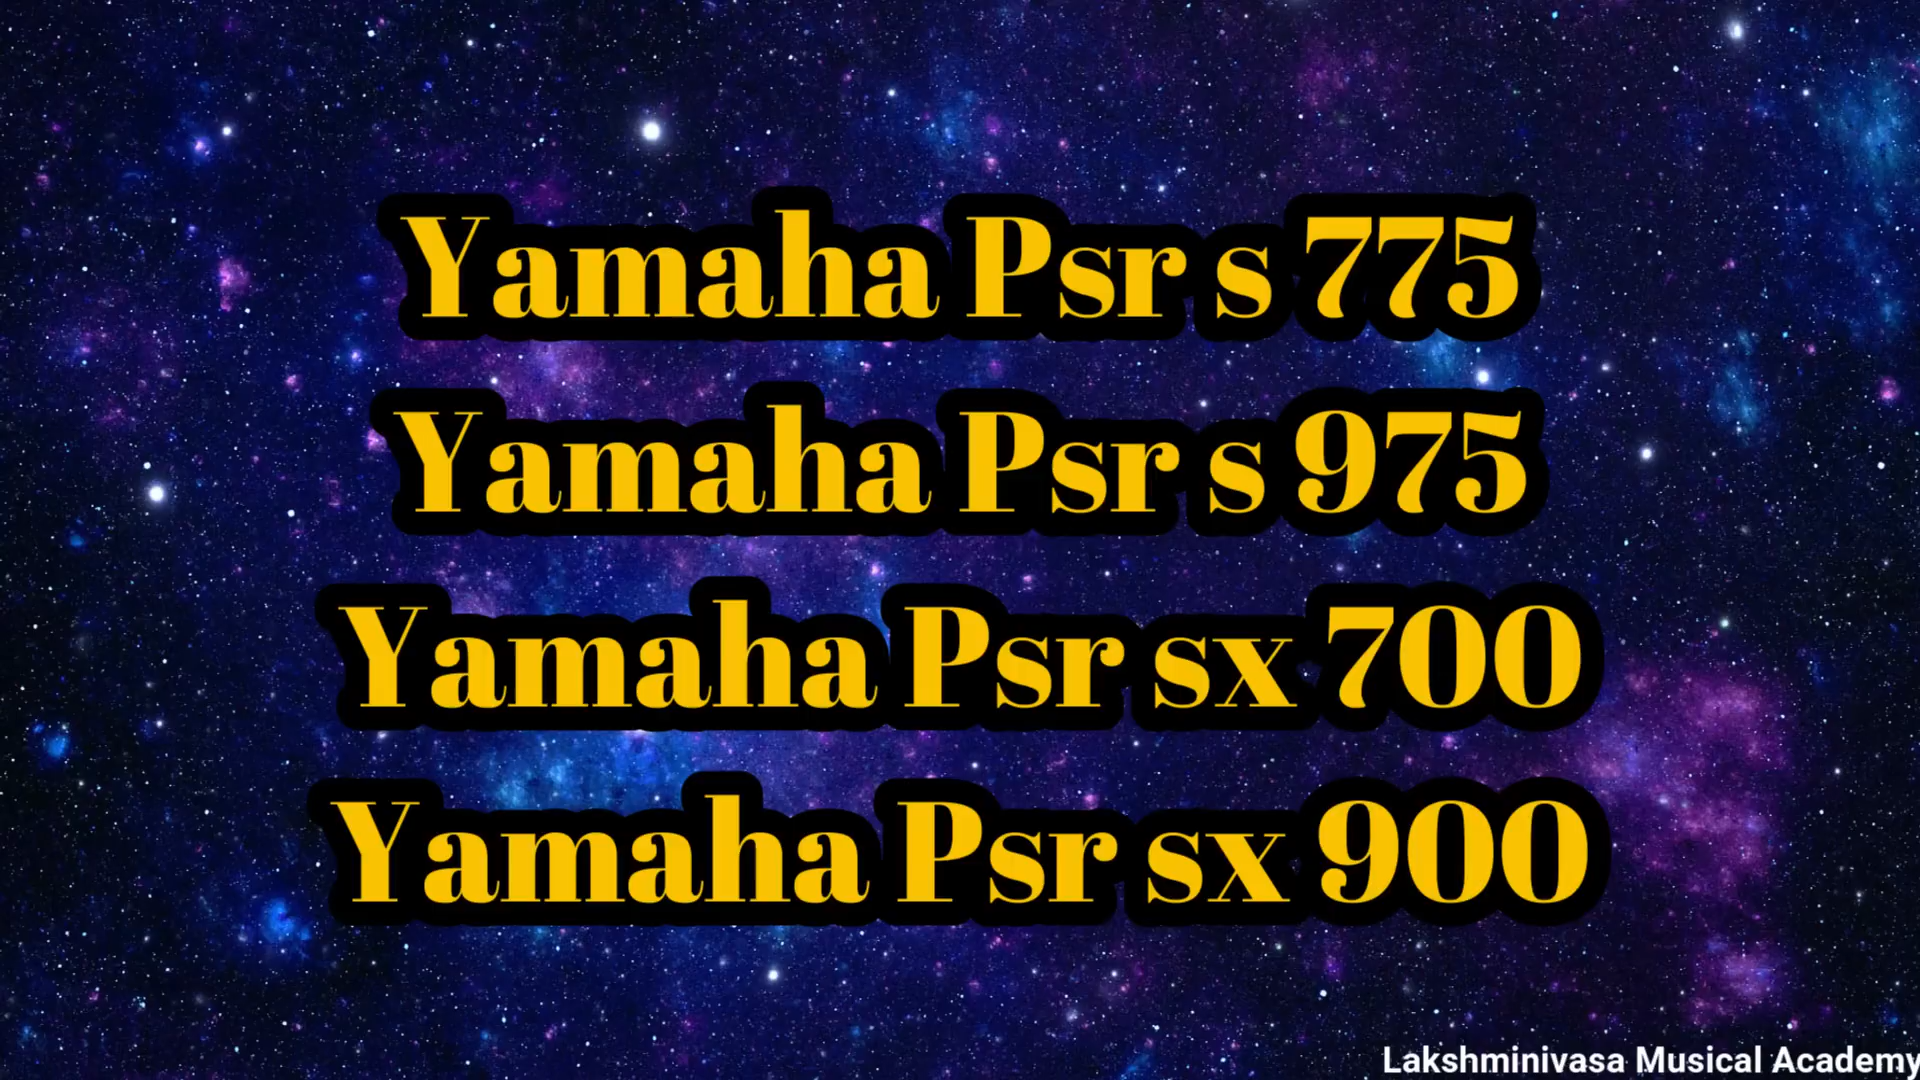 Yamaha Psr s 775
Yamaha Psr s 975
Yamaha Psr sx 700
Yamaha Psr sx 900
Lakshminivasa Musical Academy